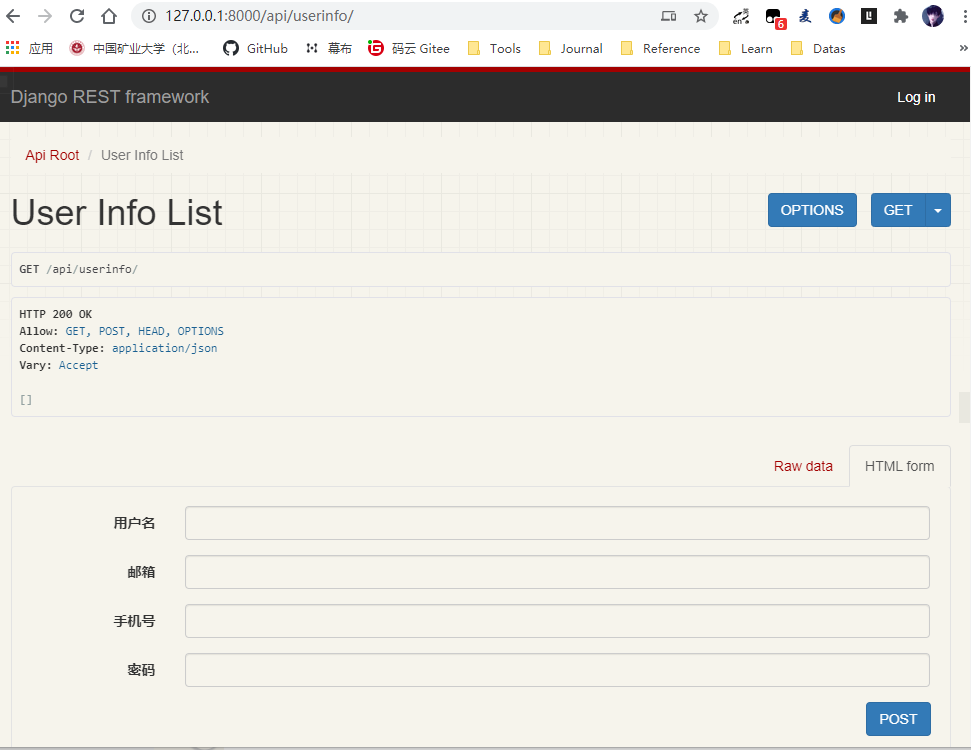 127.0.0.1:8000/api/userinfo/
6
应用 中国矿业大学（北... GitHub 幕布 码云 Gitee Tools Journal Reference Learn Datas »
Django REST framework Log in
Api Root / User Info List
User Info List OPTIONS GET
GET /api/userinfo/
HTTP 200 OK
Allow: GET, POST, HEAD, OPTIONS
Content-Type: application/json
Vary: Accept
[]
Raw data HTML form
用户名
邮箱
手机号
密码
POST